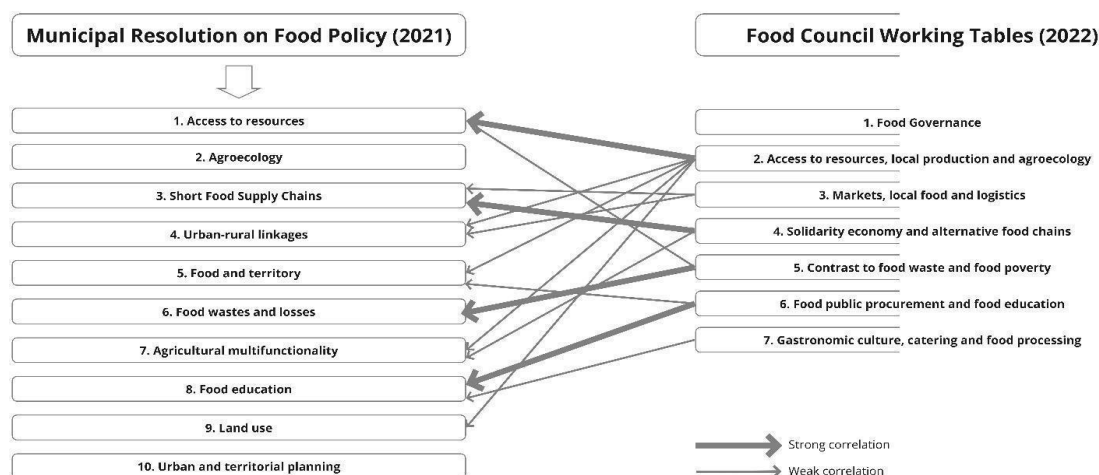 Municipal Resolution on Food Policy (2021)
1. Access to resources
2. Agroecology
3. Short Food Supply Chains
4. Urban-rural linkages
5. Food and territory
6. Food wastes and losses
7. Agricultural multifunctionality
8. Food education
9. Land use
10. Urban and territorial planning
Food Council Working Tables (2022)
1. Food Governance
2. Access to resources, local production and agroecology
3. Markets, local food and logistics
4. Solidarity economy and alternative food chains
5. Contrast to food waste and food poverty
6. Food public procurement and food education
7. Gastronomic culture, catering and food processing
Strong correlation
Weak correlation